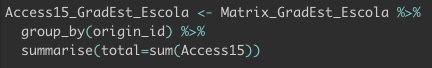 Access15_GradEst_Escola <- Matrix_GradEst_Escola %>%
  group_by(origin_id) %>%
  summarise(total=sum(Access15))